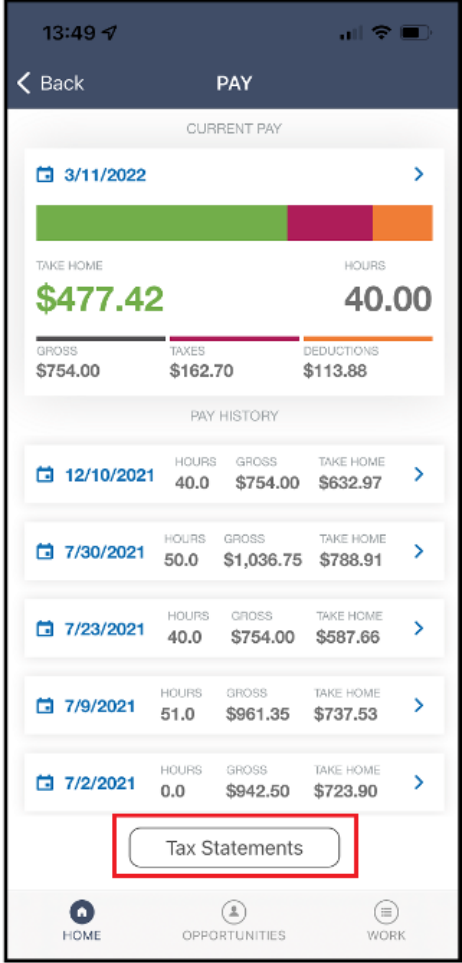 13:49
Back PAY
CURRENT PAY
3/11/2022
TAKE HOME HOURS
$477.42 40.00
GROSS TAXES DEDUCTIONS
$754.00 $162.70 $113.88
PAY HISTORY
HOURS GROSS TAKE HOME
12/10/2021 40.0 $754.00 $632.97
HOURS GROSS TAKE HOME
7/30/2021 50.0 $1,036.75 $788.91
HOURS GROSS TAKE HOME
7/23/2021 40.0 $754.00 $587.66
HOURS GROSS TAKE HOME
7/9/2021 51.0 $961.35 $737.53
HOURS GROSS TAKE HOME
7/2/2021 0.0 $942.50 $723.90
Tax Statements
HOME OPPORTUNITIES WORK